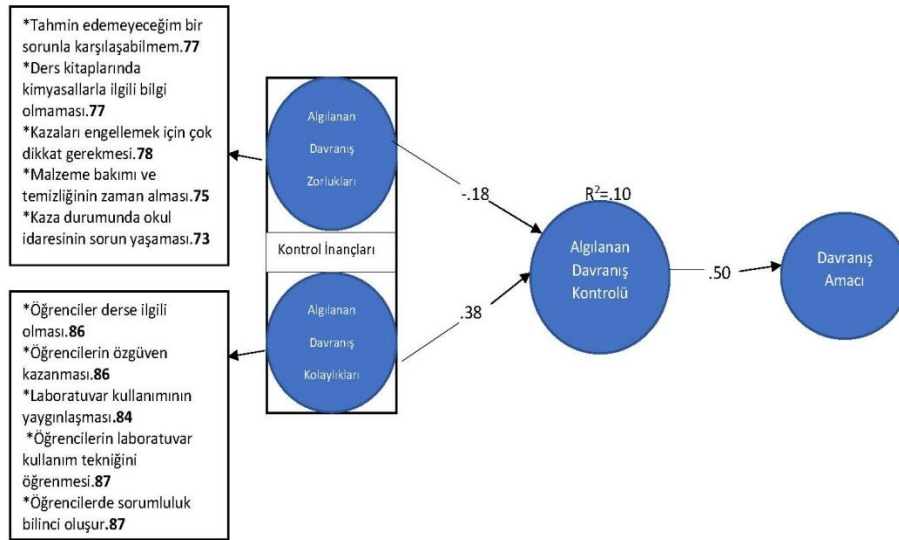 *Tahmin edemeyeceğim bir
sorunla karşılaşabilmem.77
*Ders kitaplarında
kimyasallarla ilgili bilgi
olmaması.77
*Kazaları engellemek için çok
dikkat gerekmesi.78
*Malzeme bakımı ve
temizliğinin zaman alması.75
*Kaza durumunda okul
idaresinin sorun yaşaması.73
Algılanan
Davranış
Zorlukları
Kontrol İnançları
*Öğrenciler derse ilgili
olması.86
*Öğrencilerin özgüven
kazanması.86
*Laboratuvar kullanımının
yaygınlaşması.84
*Öğrencilerin laboratuvar
kullanım tekniğini
öğrenmesi.87
*Öğrencilerde sorumluluk
bilinci oluşur.87
Algılanan
Davranış
Kolaylıkları
-.18
.38
R²=.10
Algılanan
Davranış
Kontrolü
.50
Davranış
Amacı